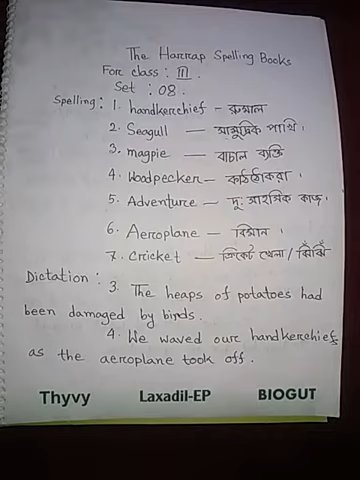 The Harrap Spelling Books
For class : III.
Set : 08.
Spelling : 1. handkerchief - রুমাল
2. Seagull — সামুদ্রিক পাখি ।
3. magpie — বাচাল ব্যক্তি
4. Woodpecker — কাঠঠোকরা ।
5. Adventure — দু: সাহসিক কাজ ।
6. Aeroplane — বিমান ।
7. Cricket — ক্রিকেট খেলা / ঝিঁঝিঁ
Dictation : 3. The heaps of potatoes had
been damaged by birds.
4. We waved our handkerchiefs
as the aeroplane took off.
Thyvy Laxadil-EP BIOGUT